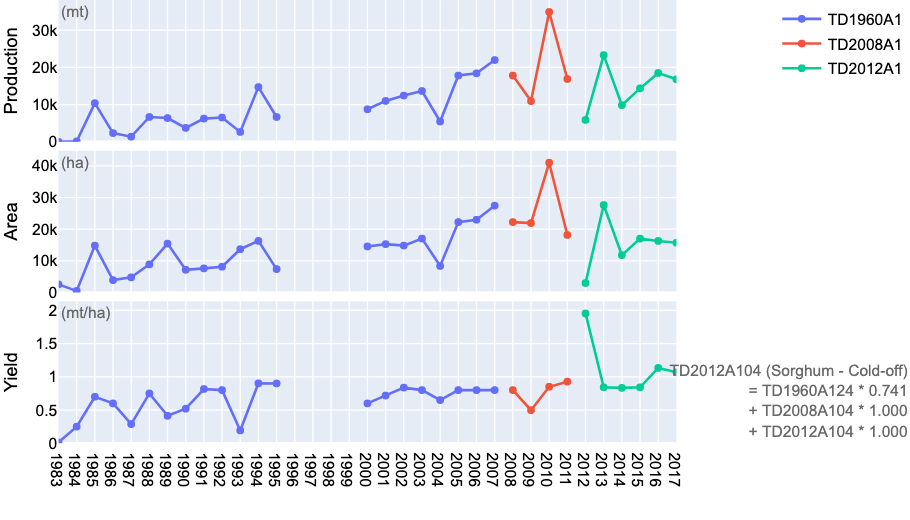 (mt)
Production
30k
20k
10k
0
TD1960A1
TD2008A1
TD2012A1
(ha)
Area
40k
30k
20k
10k
0
(mt/ha)
Yield
2
1.5
1
0.5
0
TD2012A104 (Sorghum - Cold-off)
= TD1960A124 * 0.741
+ TD2008A104 * 1.000
+ TD2012A104 * 1.000
1983
1984
1985
1986
1987
1988
1989
1990
1991
1992
1993
1994
1995
1996
1997
1998
1999
2000
2001
2002
2003
2004
2005
2006
2007
2008
2009
2010
2011
2012
2013
2014
2015
2016
2017